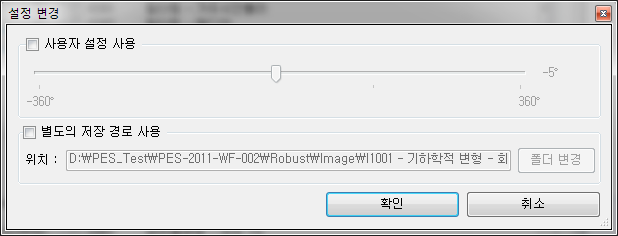 설정 변경
사용자 설정 사용
-5°
-360°
360°
별도의 저장 경로 사용
위치 : D:₩PES_Test₩PES-2011-WF-002₩Robust₩Image₩I1001 - 기하학적 변형 - 회 폴더 변경
확인 취소